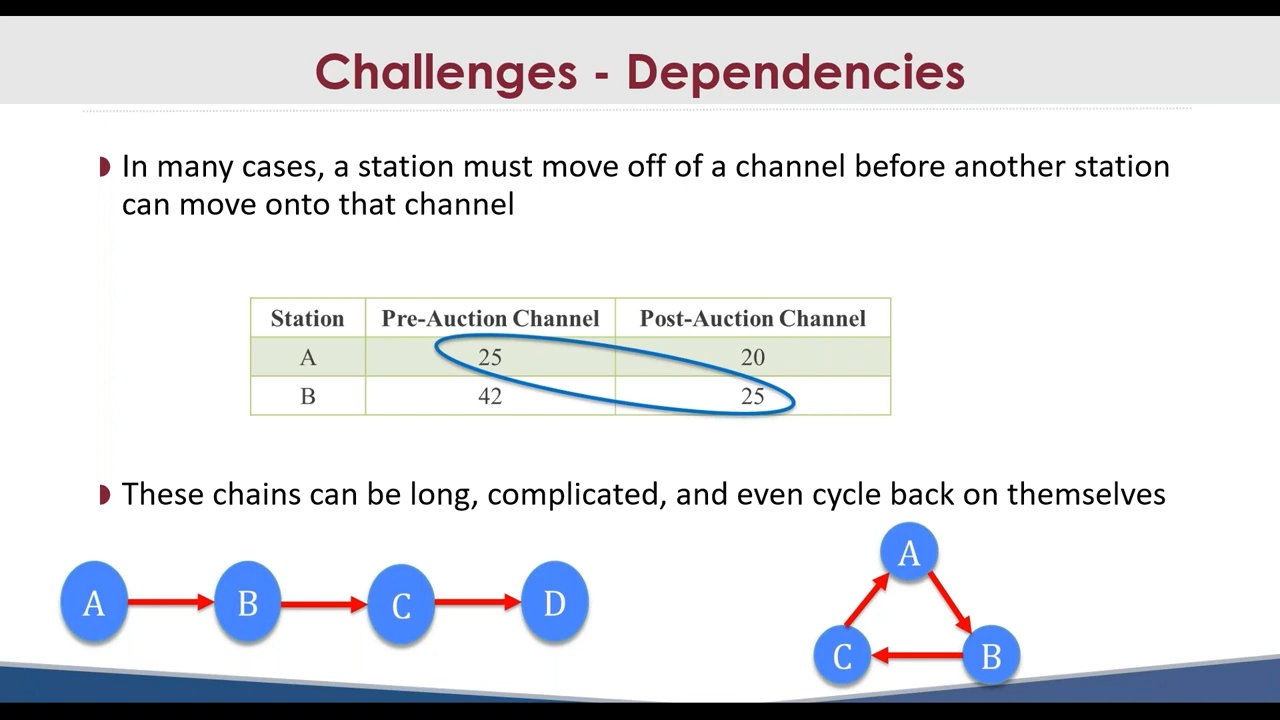 Challenges - Dependencies
In many cases, a station must move off of a channel before another station
can move onto that channel
Station Pre-Auction Channel Post-Auction Channel
A 25 20
B 42 25
These chains can be long, complicated, and even cycle back on themselves
A B C D
A
C B